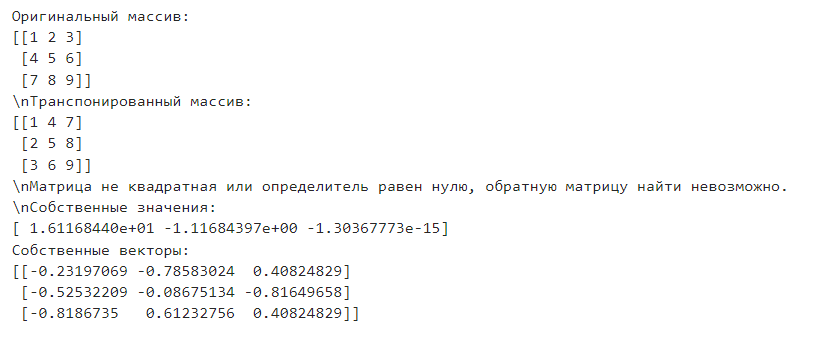 Оригинальный массив:
[[1 2 3]
 [4 5 6]
 [7 8 9]]
\nТранспонированный массив:
[[1 4 7]
 [2 5 8]
 [3 6 9]]
\nМатрица не квадратная или определитель равен нулю, обратную матрицу найти невозможно.
\nСобственные значения:
[ 1.61168440e+01 -1.11684397e+00 -1.30367773e-15]
Собственные векторы:
[[-0.23197069 -0.78583024  0.40824829]
 [-0.52532209 -0.08675134 -0.81649658]
 [-0.8186735   0.61232756  0.40824829]]